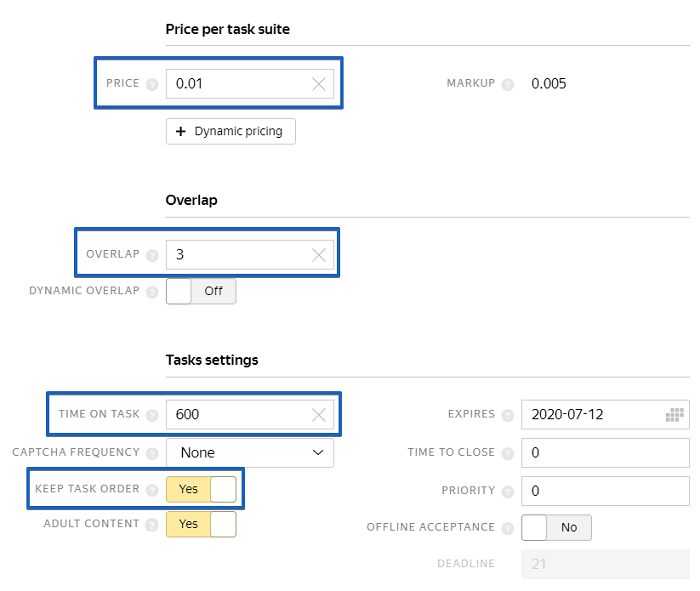 Price per task suite
PRICE ? 0.01 MARKUP ? 0.005
+ Dynamic pricing
Overlap
OVERLAP ? 3
DYNAMIC OVERLAP ? Off
Tasks settings
TIME ON TASK ? 600 EXPIRES ? 2020-07-12
CAPTCHA FREQUENCY ? None TIME TO CLOSE ? 0
KEEP TASK ORDER ? Yes PRIORITY ? 0
ADULT CONTENT ? Yes OFFLINE ACCEPTANCE ? No
DEADLINE 21